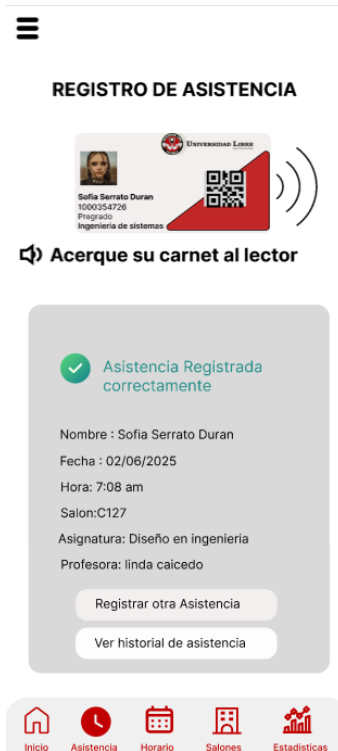 REGISTRO DE ASISTENCIA
UNIVERSIDAD LIBRE
Sofia Serrato Duran
1000354726
Pregrado
Ingenieria de sistemas
Acerque su carnet al lector
Asistencia Registrada
correctamente
Nombre : Sofia Serrato Duran
Fecha : 02/06/2025
Hora: 7:08 am
Salon:C127
Asignatura: Diseño en ingenieria
Profesora: linda caicedo
Registrar otra Asistencia
Ver historial de asistencia
Inicio Asistencia Horario Salones Estadisticas